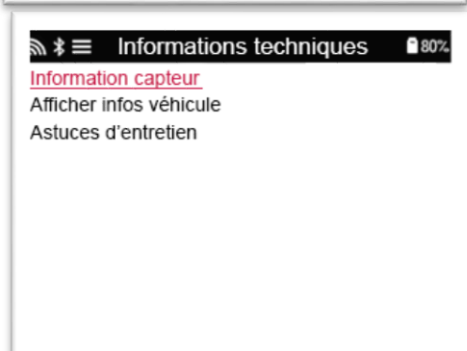 Informations techniques 80%
Information capteur
Afficher infos véhicule
Astuces d'entretien